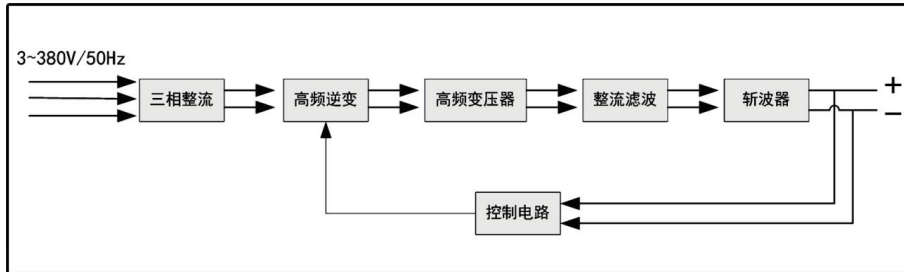 3~380V/50Hz
三相整流
高频逆变
高频变压器
整流滤波
斩波器
+
−
控制电路